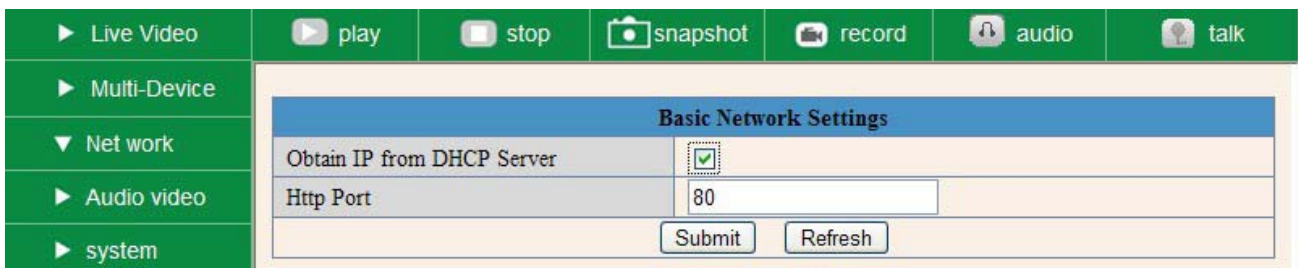 Live Video play stop snapshot record audio talk
Multi-Device
Basic Network Settings
Net work
Obtain IP from DHCP Server
Audio video
Http Port 80
Submit Refresh
system